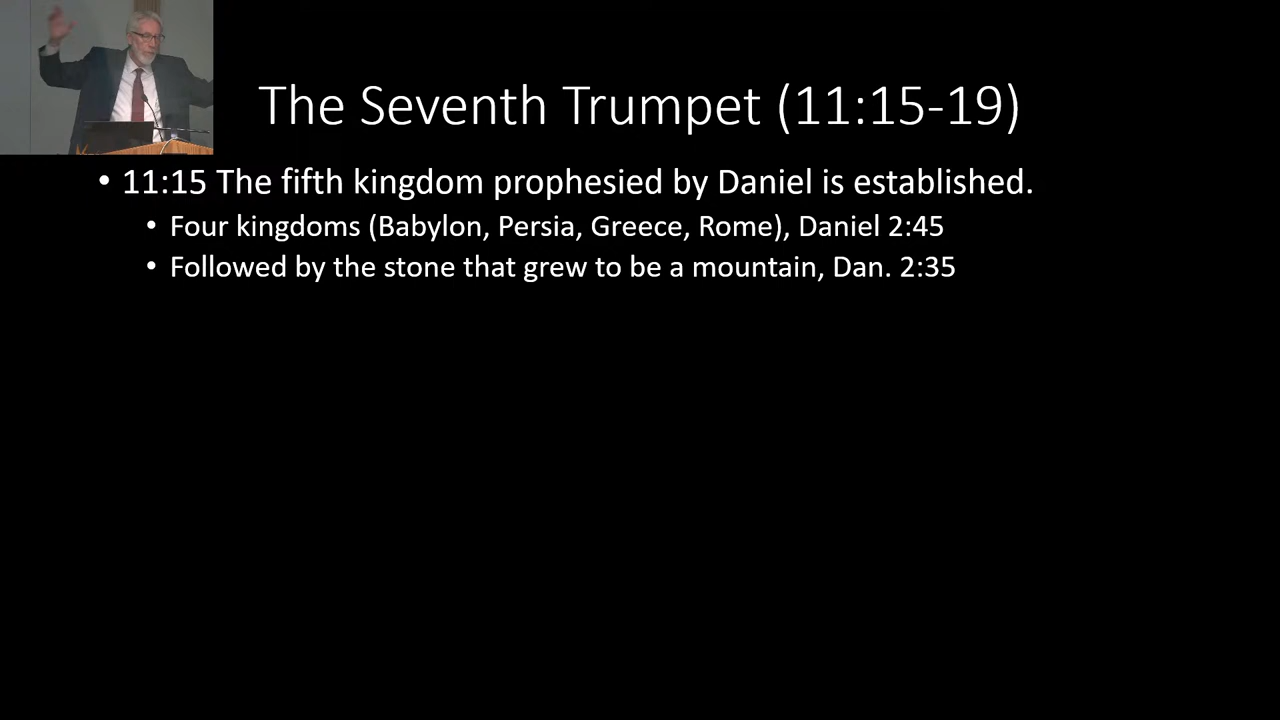 The Seventh Trumpet (11:15-19)
• 11:15 The fifth kingdom prophesied by Daniel is established.
• Four kingdoms (Babylon, Persia, Greece, Rome), Daniel 2:45
• Followed by the stone that grew to be a mountain, Dan. 2:35